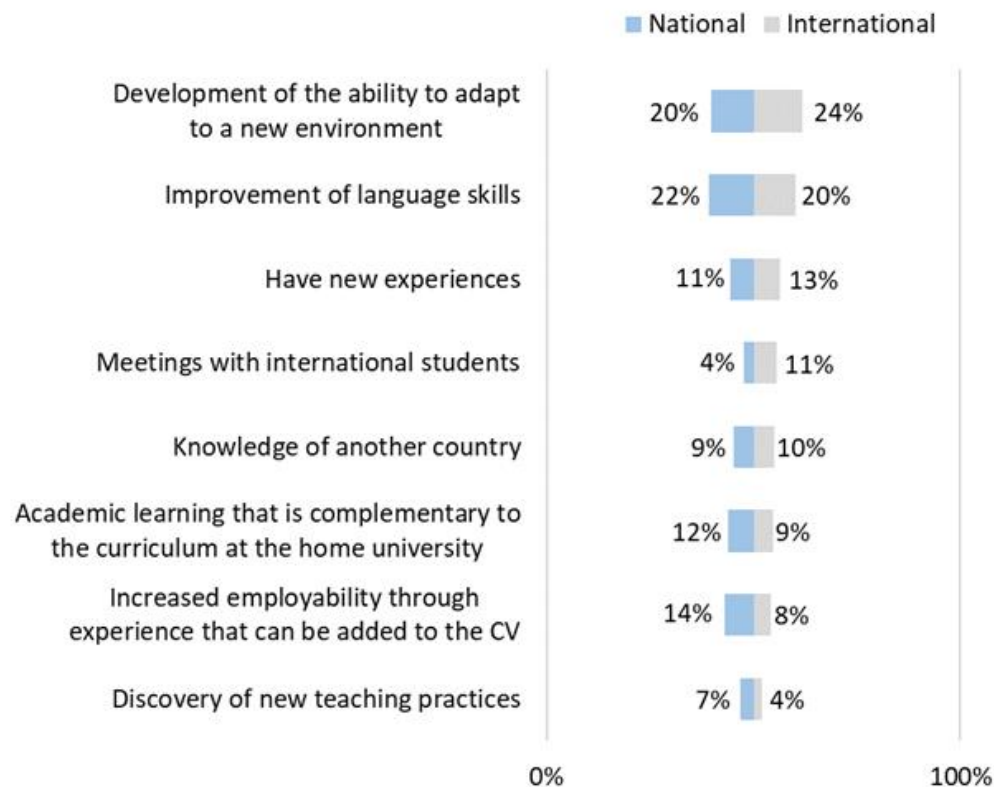 National International
Development of the ability to adapt
to a new environment
20% 24%
Improvement of language skills
22% 20%
Have new experiences
11% 13%
Meetings with international students
4% 11%
Knowledge of another country
9% 10%
Academic learning that is complementary to
the curriculum at the home university
12% 9%
Increased employability through
experience that can be added to the CV
14% 8%
Discovery of new teaching practices
7% 4%
0% 100%